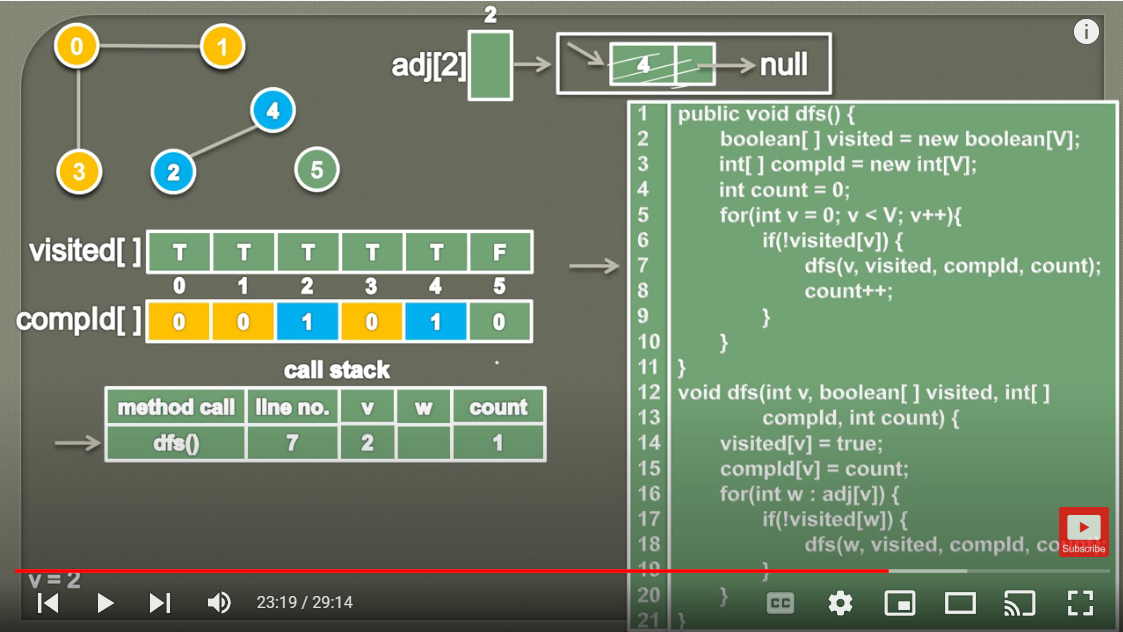 0 1
4
3 2 5
2
adj[2] 4 null
visited[ ] T T T T T F
0 1 2 3 4 5
compId[ ] 0 0 1 0 1 0
call stack
method call line no. v w count
dfs() 7 2 1
v = 2
1 public void dfs() {
2 boolean[ ] visited = new boolean[V];
3 int[ ] compId = new int[V];
4 int count = 0;
5 for(int v = 0; v < V; v++){
6 if(!visited[v]) {
7 dfs(v, visited, compId, count);
8 count++;
9 }
10 }
11 }
12 void dfs(int v, boolean[ ] visited, int[ ]
13 compId, int count) {
14 visited[v] = true;
15 compId[v] = count;
16 for(int w : adj[v]) {
17 if(!visited[w]) {
18 dfs(w, visited, compId,
19 }
20 }
21 }
Subscribe
23:19 / 29:14
CC